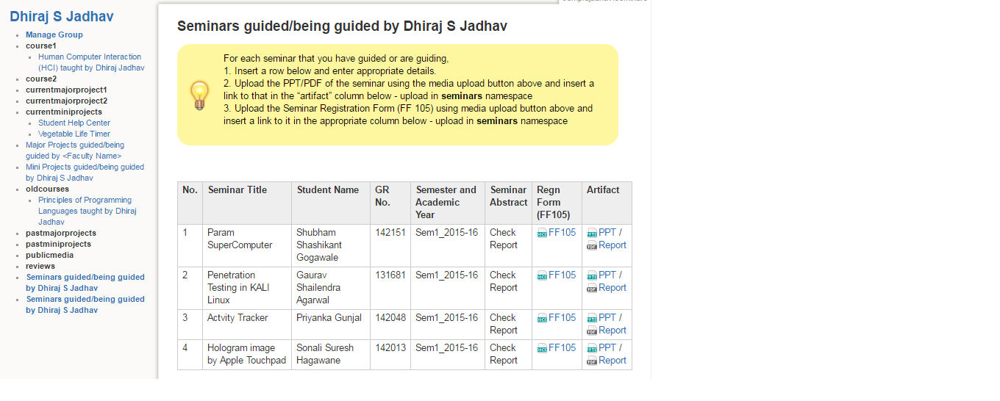 Dhiraj S Jadhav
Manage Group
course1
Human Computer Interaction
(HCI) taught by Dhiraj Jadhav
course2
currentmajorproject1
currentmajorproject2
currentminiprojects
Student Help Center
Vegetable Life Timer
Major Projects guided/being
guided by <Faculty Name>
Mini Projects guided/being guided
by Dhiraj S Jadhav
oldcourses
Principles of Programming
Languages taught by Dhiraj
Jadhav
pastmajorprojects
pastminiprojects
publicmedia
reviews
Seminars guided/being guided
by Dhiraj S Jadhav
Seminars guided/being guided
by Dhiraj S Jadhav
Seminars guided/being guided by Dhiraj S Jadhav
For each seminar that you have guided or are guiding,
1. Insert a row below and enter appropriate details.
2. Upload the PPT/PDF of the seminar using the media upload button above and insert a
link to that in the “artifact” column below - upload in seminars namespace
3. Upload the Seminar Registration Form (FF 105) using media upload button above and
insert a link to it in the appropriate column below - upload in seminars namespace
No. Seminar Title Student Name GR Semester and Seminar Regn Artifact
No. Academic Abstract Form
Year (FF105)
1 Param Shubham 142151 Sem1_2015-16 Check FF105 PPT /
SuperComputer Shashikant Report Report
Gogawale
2 Penetration Gaurav 131681 Sem1_2015-16 Check FF105 PPT /
Testing in KALI Shailendra Report Report
Linux Agarwal
3 Actvity Tracker Priyanka Gunjal 142048 Sem1_2015-16 Check FF105 PPT /
Report Report
4 Hologram image Sonali Suresh 142013 Sem1_2015-16 Check FF105 PPT /
by Apple Touchpad Hagawane Report Report